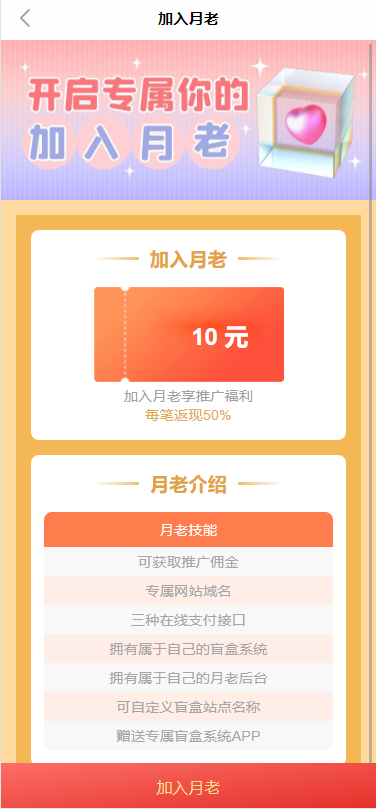 加入月老
开启专属你的
加入月老
加入月老
10 元
加入月老享推广福利
每笔返现50%
月老介绍
月老技能
可获取推广佣金
专属网站域名
三种在线支付接口
拥有属于自己的盲盒系统
拥有属于自己的月老后台
可自定义盲盒站点名称
赠送专属盲盒系统APP
加入月老